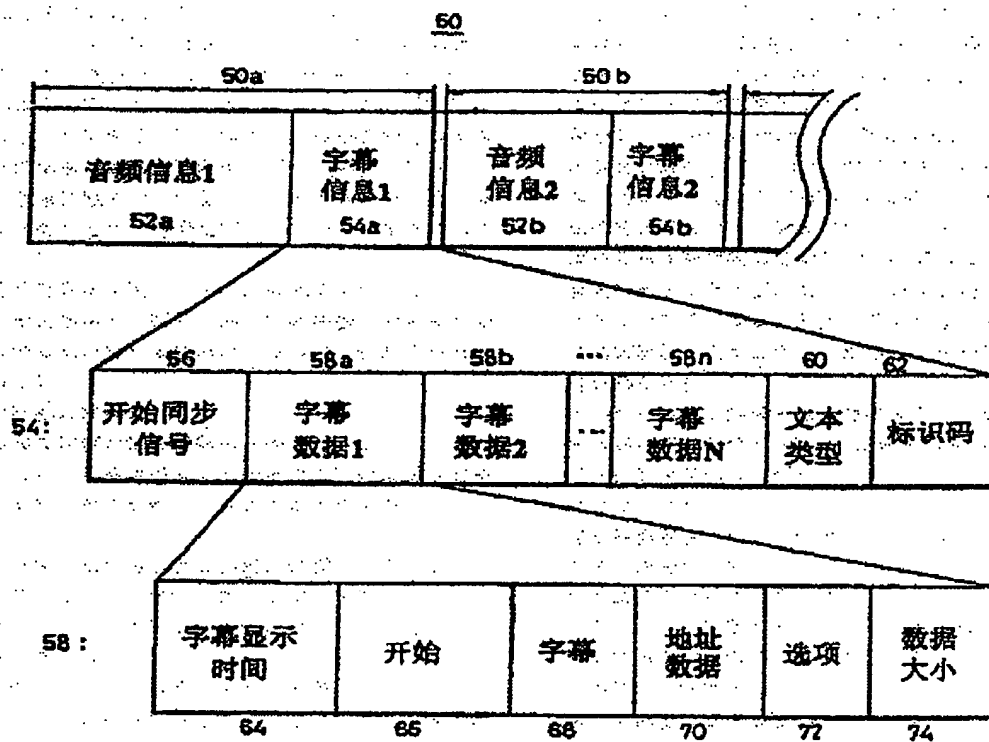 50
50a 50b
音频信息1 字幕 音频 字幕
信息1 信息2 信息2
52a 54a 52b 54b
56 58a 58b ... 58n 60 62
54: 开始同步 字幕 字幕 ... 字幕 文本 标识码
信号 数据1 数据2 数据N 类型
58: 字幕显示 开始 字幕 地址 选项 数据
时间 数据 大小
64 66 68 70 72 74